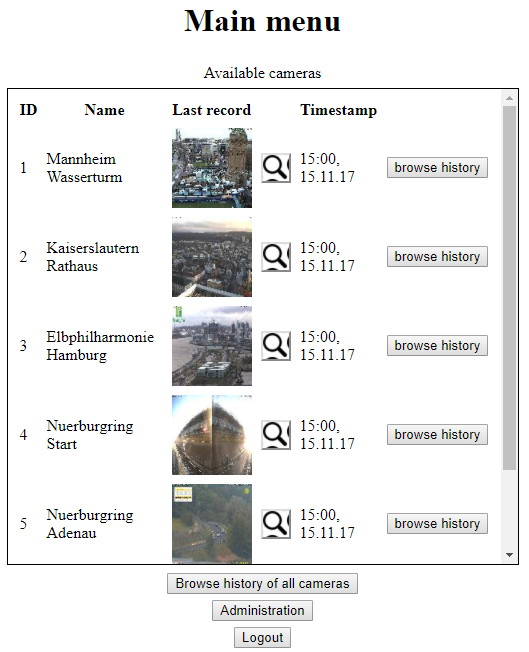 Main menu
Available cameras
ID Name Last record Timestamp
1 Mannheim Wasserturm 15:00, 15.11.17 browse history
2 Kaiserslautern Rathaus 15:00, 15.11.17 browse history
3 Elbphilharmonie Hamburg 15:00, 15.11.17 browse history
4 Nuerburgring Start 15:00, 15.11.17 browse history
5 Nuerburgring Adenau 15:00, 15.11.17 browse history
Browse history of all cameras
Administration
Logout